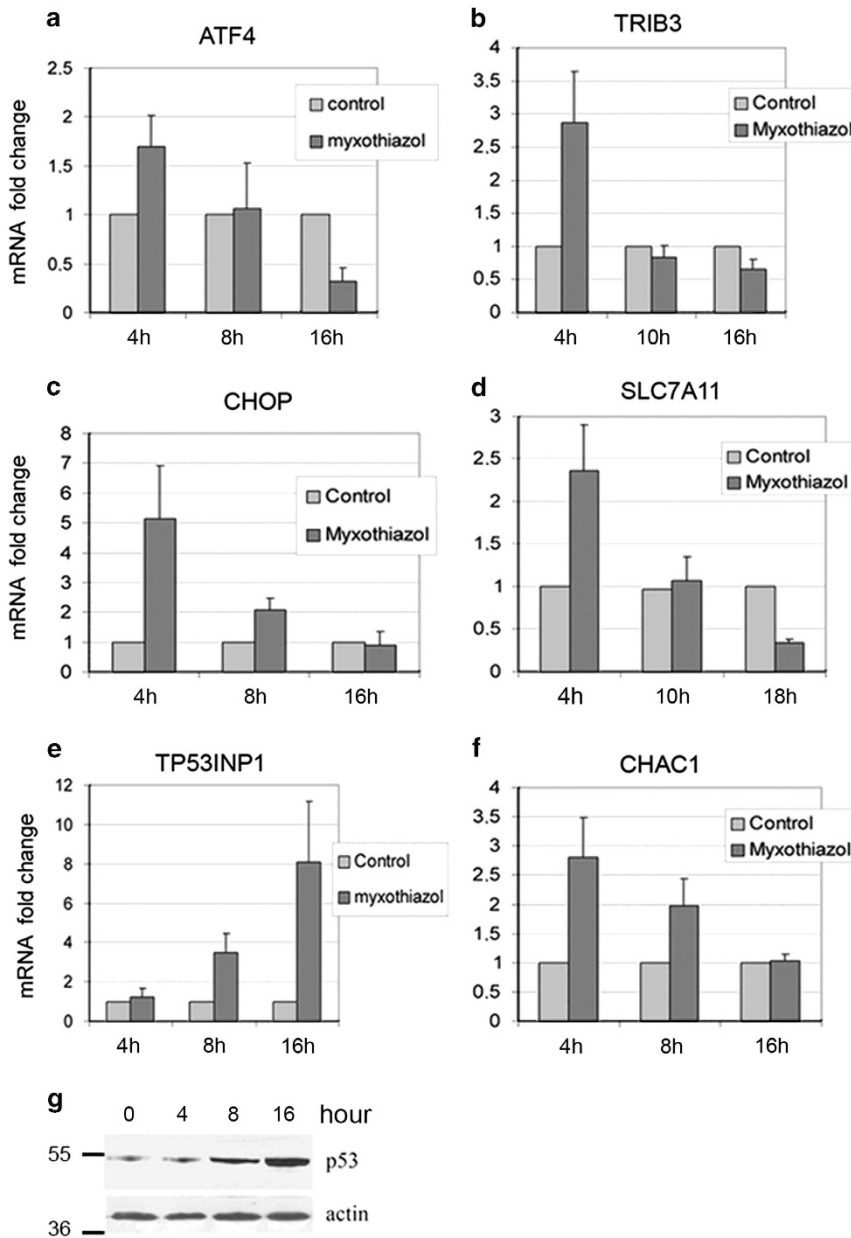 a
ATF4
mRNA fold change
2.5
2
1.5
1
0.5
0
control
myxothiazol
4h 8h 16h
b
TRIB3
4
3.5
3
2.5
2
1.5
1
0.5
0
Control
Myxothiazol
4h 10h 16h
c
CHOP
mRNA fold change
8
7
6
5
4
3
2
1
0
Control
Myxothiazol
4h 8h 16h
d
SLC7A11
3
2.5
2
1.5
1
0.5
0
Control
Myxothiazol
4h 10h 18h
e
TP53INP1
mRNA fold change
12
10
8
6
4
2
0
Control
myxothiazol
4h 8h 16h
f
CHAC1
4
3.5
3
2.5
2
1.5
1
0.5
0
Control
Myxothiazol
4h 8h 16h
g
0 4 8 16 hour
55
p53
actin
36